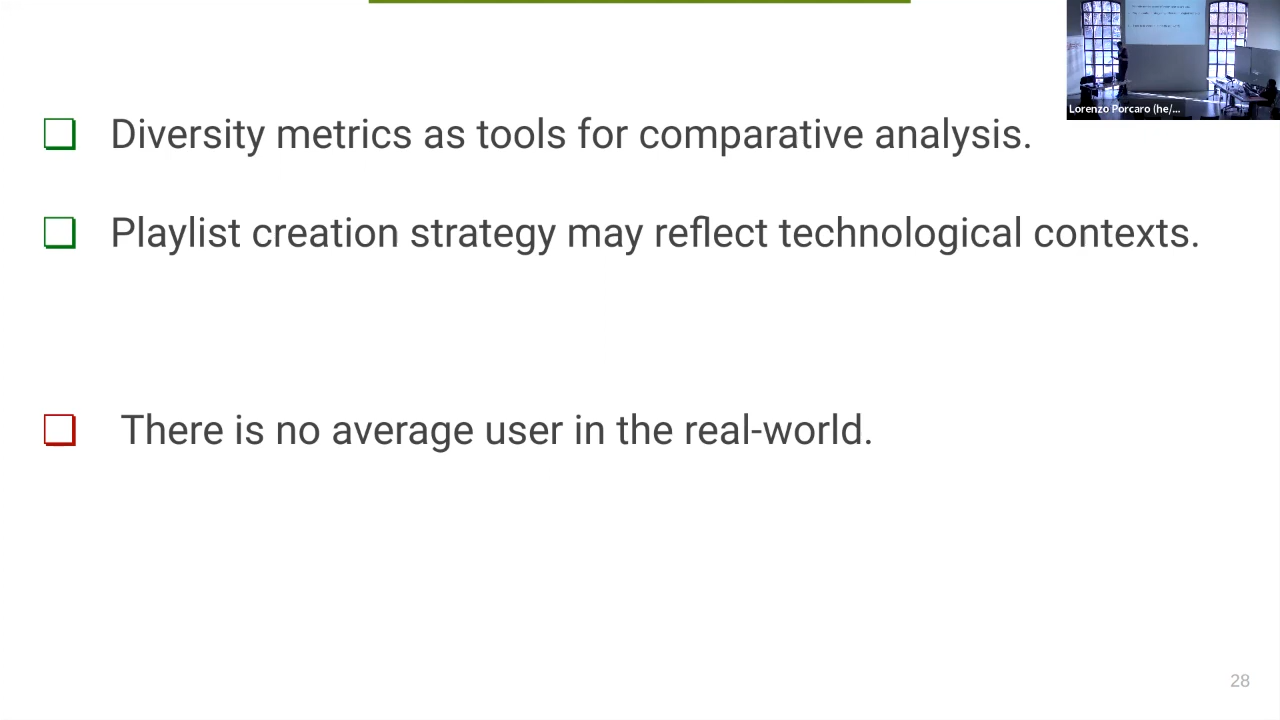 Lorenzo Porcaro (he/...
❑ Diversity metrics as tools for comparative analysis.
❑ Playlist creation strategy may reflect technological contexts.
❑ There is no average user in the real-world.
28